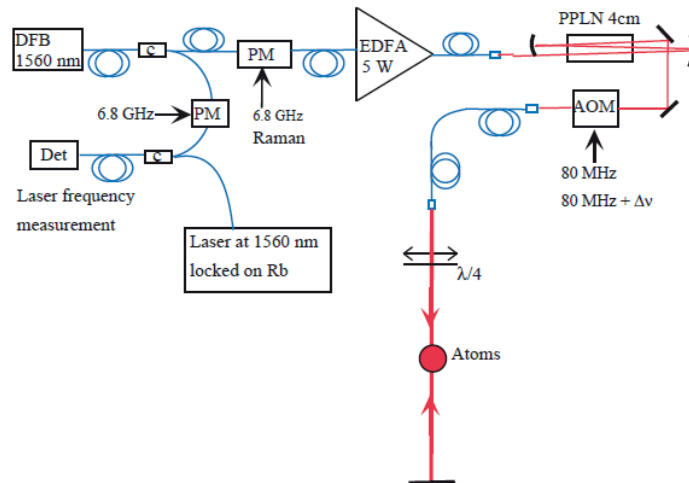 DFB
1560 nm
c
PM
6.8 GHz
Raman
EDFA
5 W
PPLN 4cm
AOM
80 MHz
80 MHz + Δν
6.8 GHz
PM
Det
c
Laser frequency
measurement
Laser at 1560 nm
locked on Rb
λ/4
Atoms